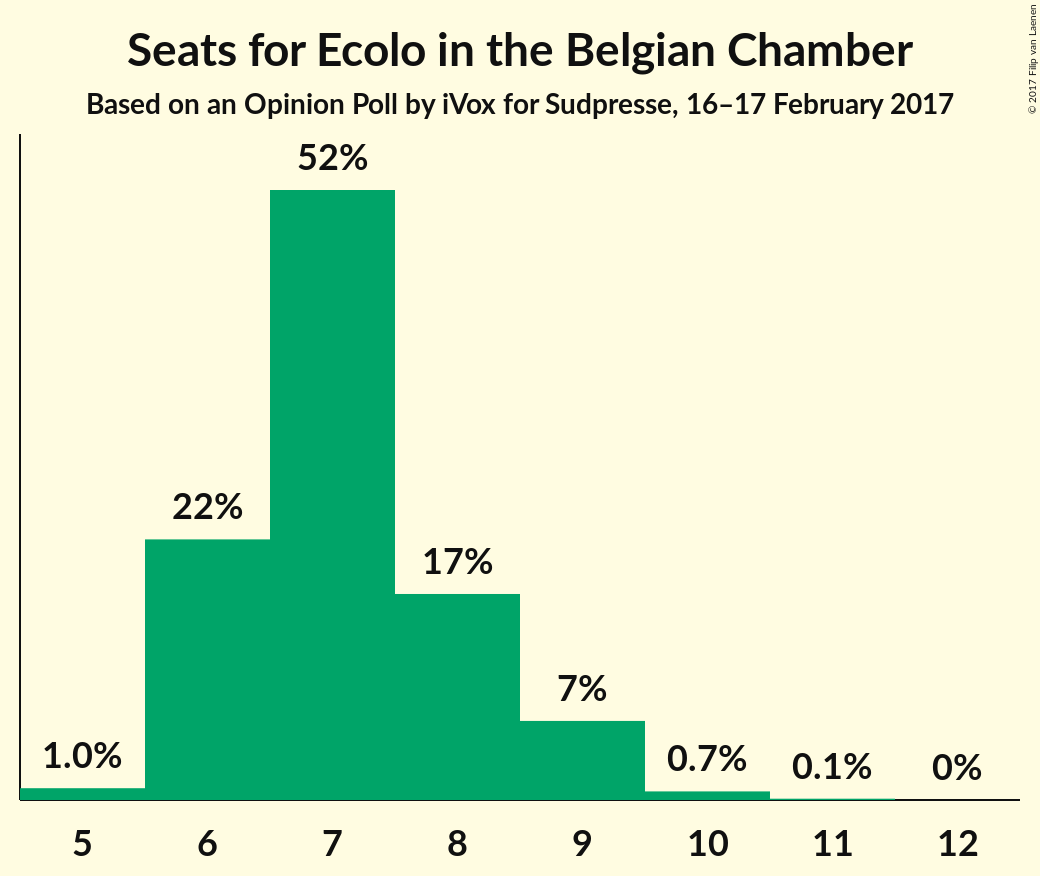 Seats for Ecolo in the Belgian Chamber
Based on an Opinion Poll by iVox for Sudpresse, 16–17 February 2017
© 2017 Filip van Laenen
52%
22%
17%
7%
1.0%
0.7%
0.1%
0%
5 6 7 8 9 10 11 12